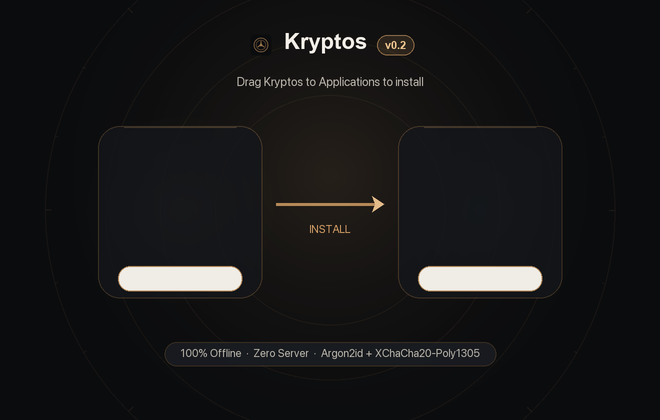 Kryptos v0.2
Drag Kryptos to Applications to install
INSTALL
100% Offline · Zero Server · Argon2id + XChaCha20-Poly1305